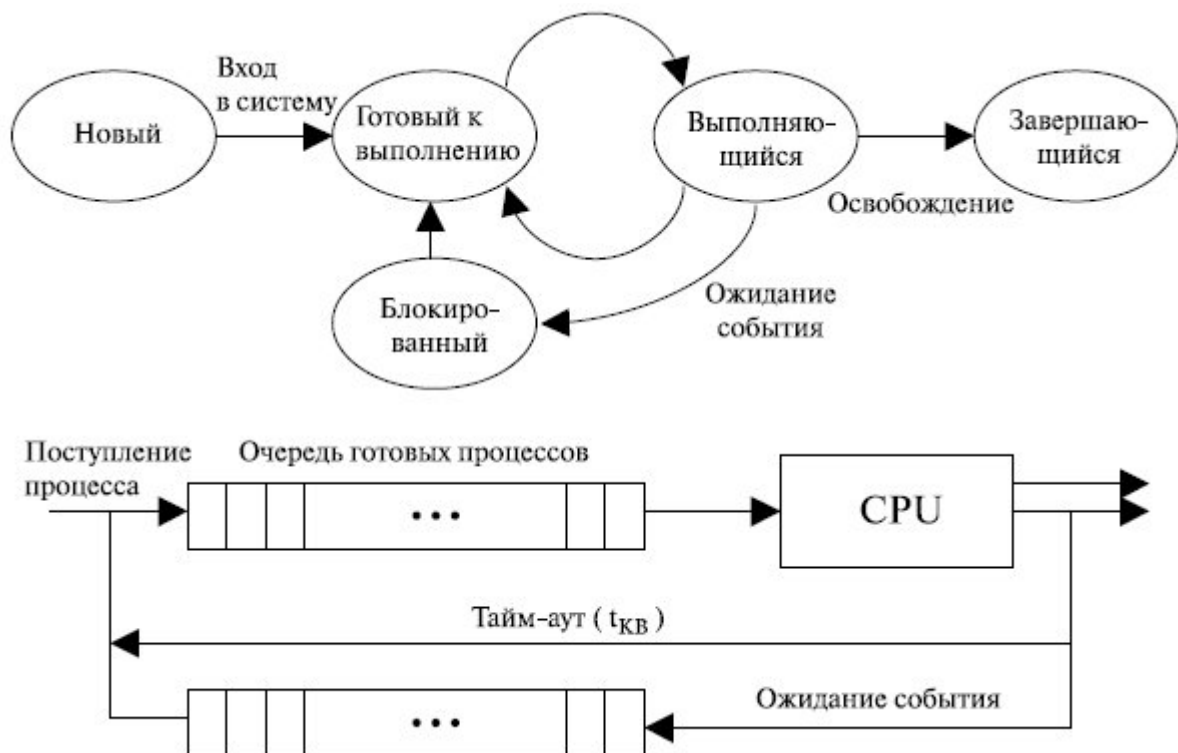 Вход
в систему
Новый
Готовый к
выполнению
Выполняю-
щийся
Завершаю-
щийся
Освобождение
Блокиро-
ванный
Ожидание
события
Поступление
процесса
Очередь готовых процессов
...
CPU
Тайм-аут ( tКВ )
...
Ожидание события